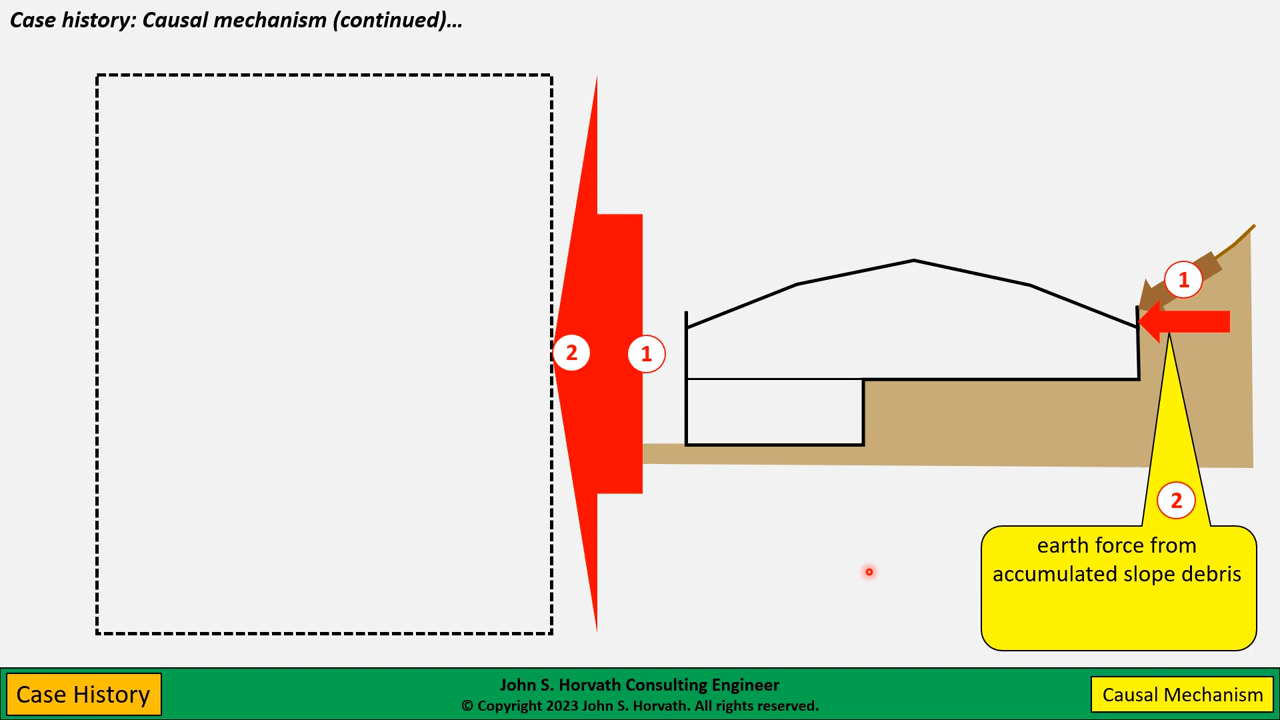 Case history: Causal mechanism (continued)…
1
2
1
2
earth force from
accumulated slope debris
Case History
John S. Horvath Consulting Engineer
© Copyright 2023 John S. Horvath. All rights reserved.
Causal Mechanism